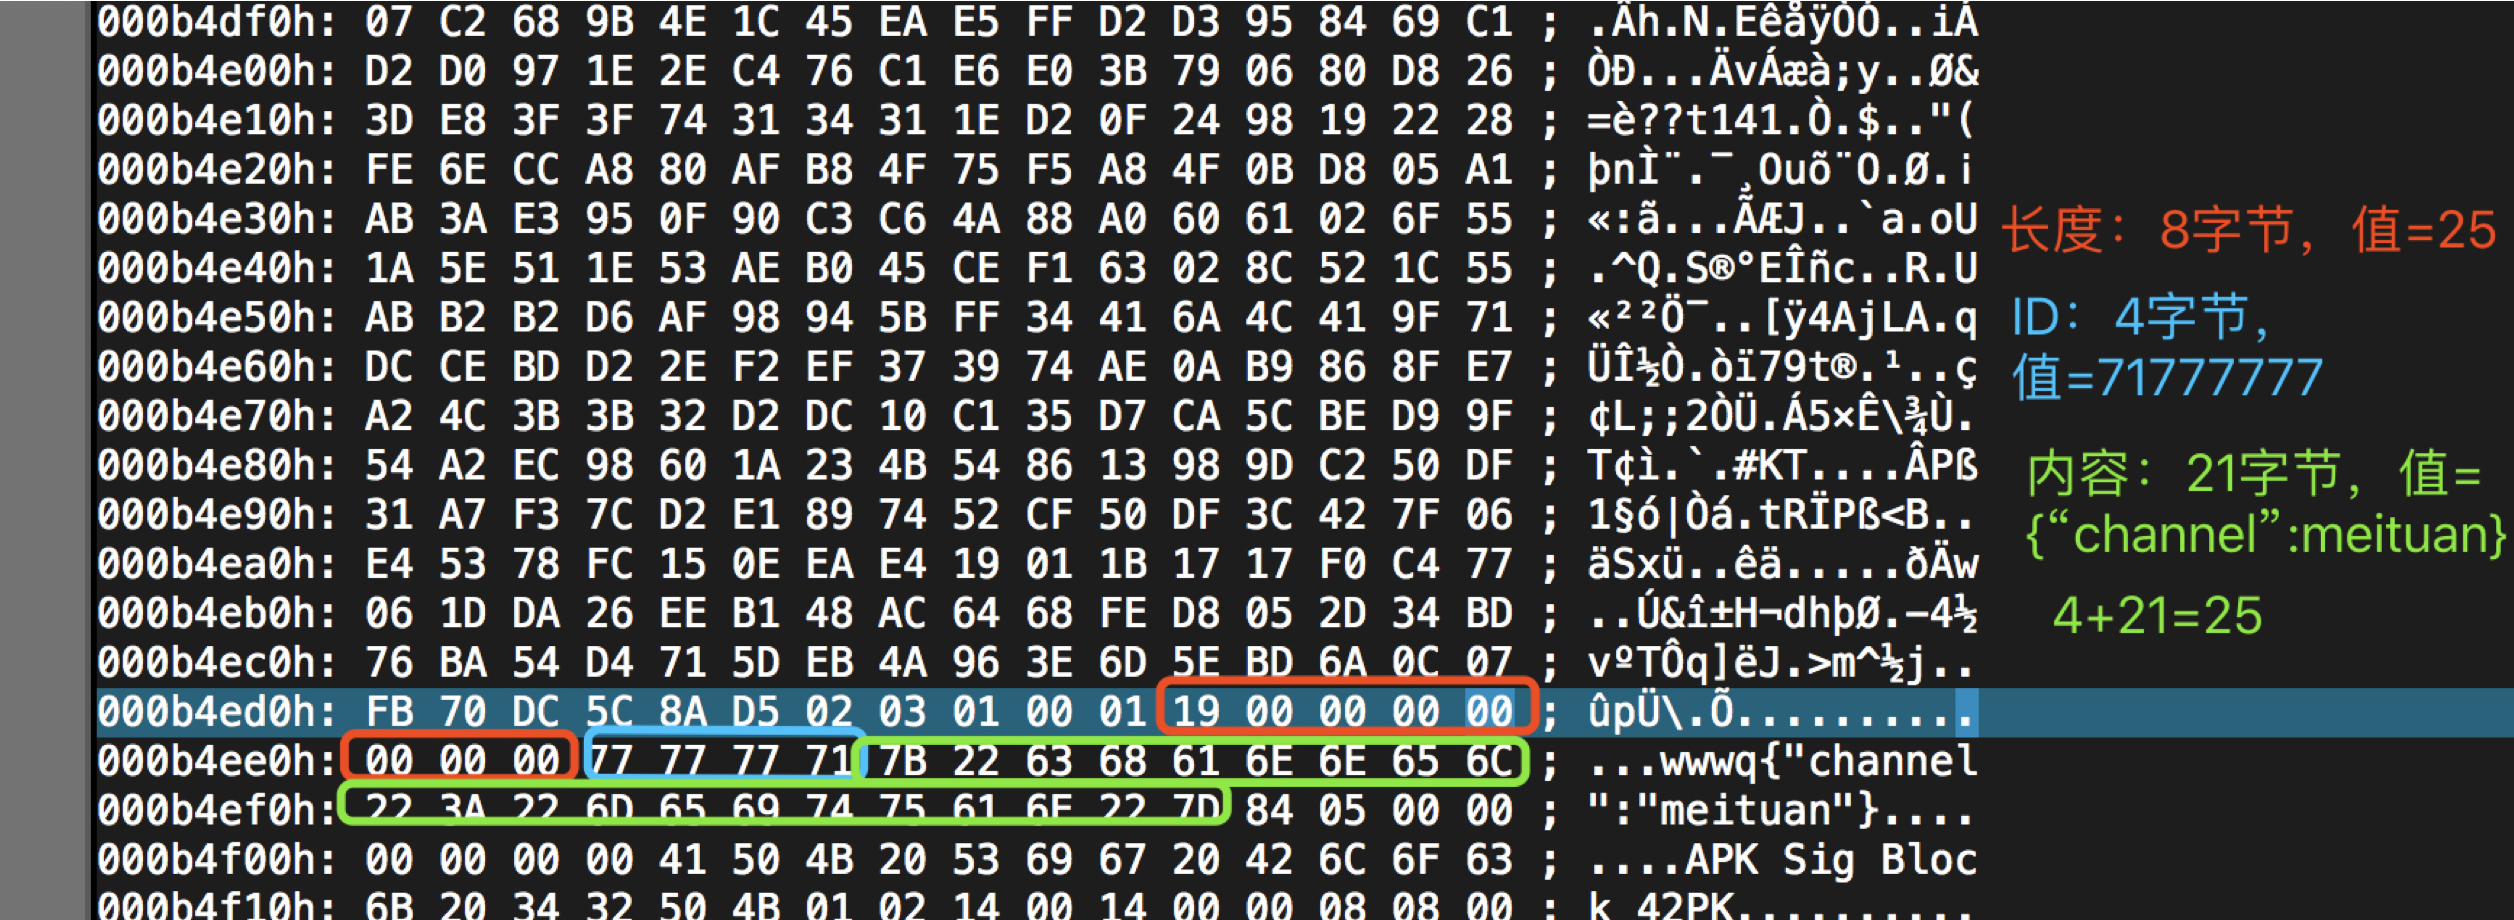 000b4df0h: 07 C2 68 9B 4E 1C 45 EA E5 FF D2 D3 95 84 69 C1 ; .Âh.N.EêåÿÒÓ..iÁ
000b4e00h: D2 D0 97 1E 2E C4 76 C1 E6 E0 3B 79 06 80 D8 26 ; ÒÐ...ÄvÁæà;y..Ø&
000b4e10h: 3D E8 3F 3F 74 31 34 31 1E D2 0F 24 98 19 22 28 ; =è??t141.Ò.$.."(
000b4e20h: FE 6E CC A8 80 AF B8 4F 75 F5 A8 4F 0B D8 05 A1 ; þnÌ¨.¯¸Ouõ¨O.Ø.¡
000b4e30h: AB 3A E3 95 0F 90 C3 C6 4A 88 A0 60 61 02 6F 55 ; «:ã...ÃÆJ..`a.oU
长度：8字节，值=25
000b4e40h: 1A 5E 51 1E 53 AE B0 45 CE F1 63 02 8C 52 1C 55 ; .^Q.S®°EÎñc..R.U
000b4e50h: AB B2 B2 D6 AF 98 94 5B FF 34 41 6A 4C 41 9F 71 ; «²²Ö¯..[ÿ4AjLA.q
ID：4字节，
000b4e60h: DC CE BD D2 2E F2 EF 37 39 74 AE 0A B9 86 8F E7 ; ÜÎ½Ò.òï79t®.¹..ç
值=71777777
000b4e70h: A2 4C 3B 3B 32 D2 DC 10 C1 35 D7 CA 5C BE D9 9F ; ¢L;;2ÒÜ.Á5×Ê\¾Ù.
000b4e80h: 54 A2 EC 98 60 1A 23 4B 54 86 13 98 9D C2 50 DF ; T¢ì.`.#KT....ÂPß
内容：21字节，值=
000b4e90h: 31 A7 F3 7C D2 E1 89 74 52 CF 50 DF 3C 42 7F 06 ; 1§ó|Òá.tRÏPß<B..
{“channel”:meituan}
000b4ea0h: E4 53 78 FC 15 0E EA E4 19 01 1B 17 17 F0 C4 77 ; äSxü..êä.....ðÄw
000b4eb0h: 06 1D DA 26 EE B1 48 AC 64 68 FE D8 05 2D 34 BD ; ..Ú&î±H¬dhþØ.-4½
4+21=25
000b4ec0h: 76 BA 54 D4 71 5D EB 4A 96 3E 6D 5E BD 6A 0C 07 ; vºTÔq]ëJ.>m^½j..
000b4ed0h: FB 70 DC 5C 8A D5 02 03 01 00 01 19 00 00 00 00 ; ûpÜ\.Õ..........
000b4ee0h: 00 00 00 77 77 77 71 7B 22 63 68 61 6E 6E 65 6C ; ...wwwq{"channel
000b4ef0h: 22 3A 22 6D 65 69 74 75 61 6E 22 7D 84 05 00 00 ; ":"meituan"}....
000b4f00h: 00 00 00 00 41 50 4B 20 53 69 67 20 42 6C 6F 63 ; ....APK Sig Bloc
000b4f10h: 6B 20 34 32 50 4B 01 02 14 00 14 00 00 08 08 00 ; k 42PK..........